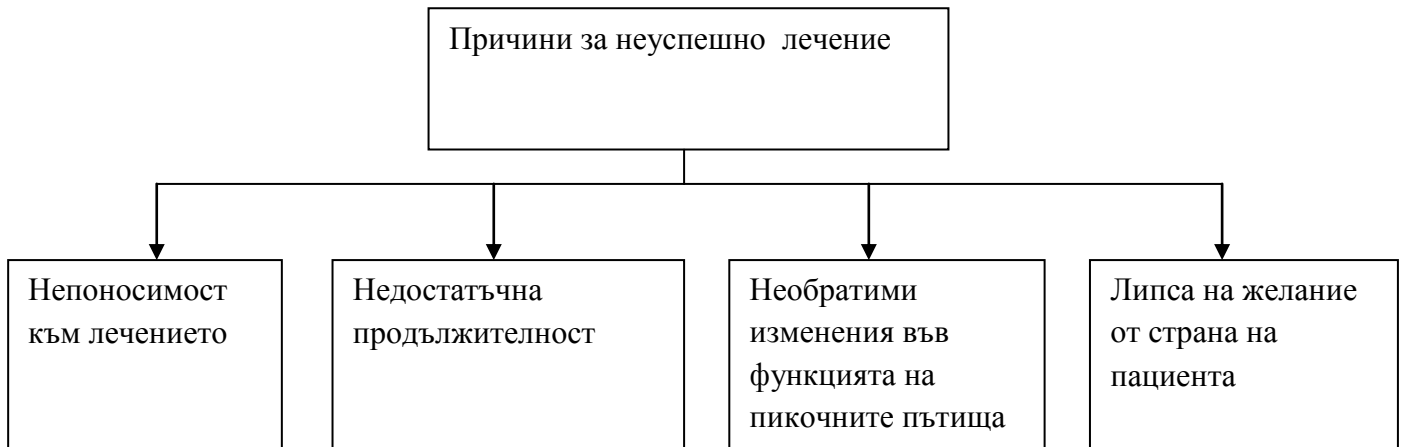 Причини за неуспешно лечение
Непоносимост
към лечението
Недостатъчна
продължителност
Необратими
изменения във
функцията на
пикочните пътища
Липса на желание
от страна на
пациента